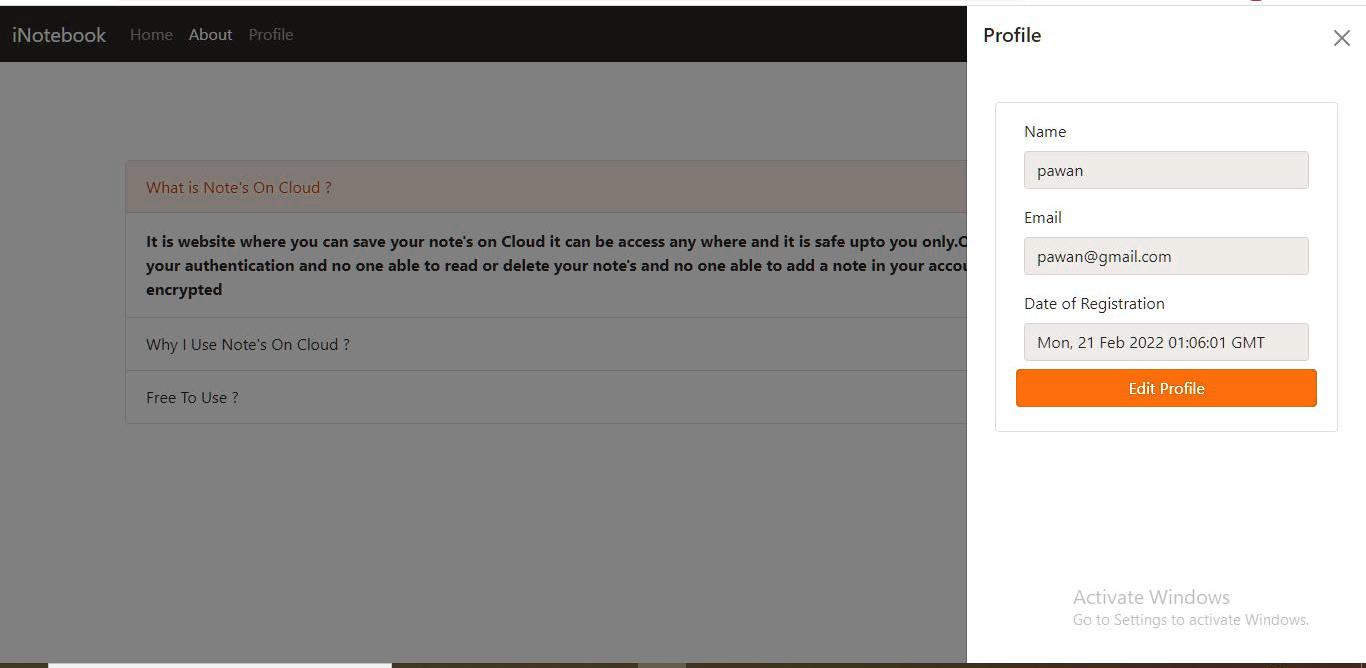 iNotebook Home About Profile
What is Note's On Cloud ?
It is website where you can save your note's on Cloud it can be access any where and it is safe upto you only.
your authentication and no one able to read or delete your note's and no one able to add a note in your
encrypted
Why I Use Note's On Cloud ?
Free To Use ?
Profile
Name
pawan
Email
pawan@gmail.com
Date of Registration
Mon, 21 Feb 2022 01:06:01 GMT
Edit Profile
Activate Windows
Go to Settings to activate Windows.